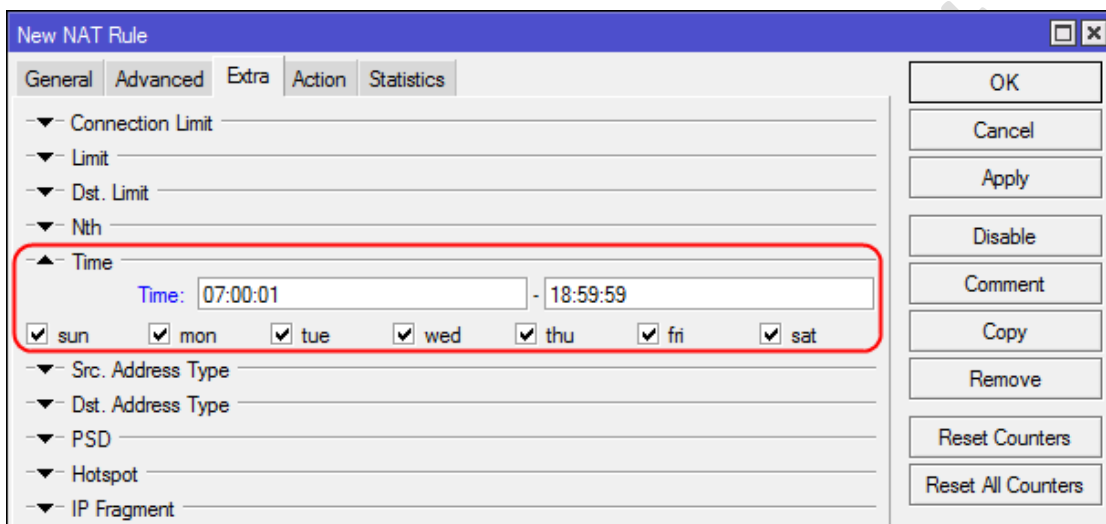 New NAT Rule
General Advanced Extra Action Statistics
Connection Limit
Limit
Dst. Limit
Nth
Time
Time: 07:00:01 - 18:59:59
sun mon tue wed thu fri sat
Src. Address Type
Dst. Address Type
PSD
Hotspot
IP Fragment
OK
Cancel
Apply
Disable
Comment
Copy
Remove
Reset Counters
Reset All Counters